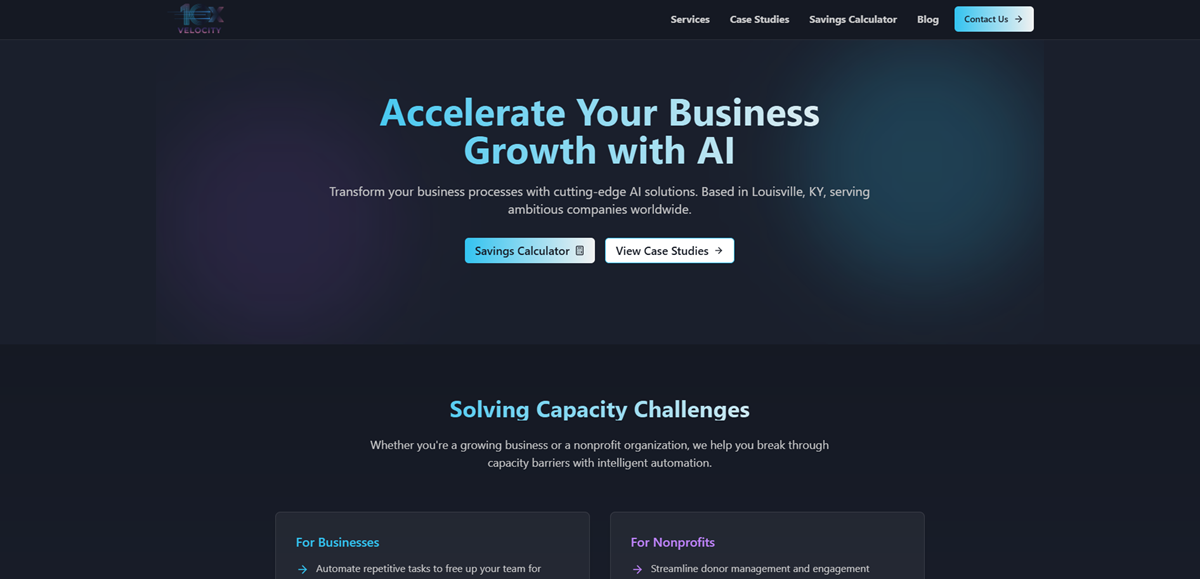 10X
VELOCITY
Services
Case Studies
Savings Calculator
Blog
Contact Us
Accelerate Your Business
Growth with AI
Transform your business processes with cutting-edge AI solutions. Based in Louisville, KY, serving
ambitious companies worldwide.
Savings Calculator
View Case Studies
Solving Capacity Challenges
Whether you're a growing business or a nonprofit organization, we help you break through
capacity barriers with intelligent automation.
For Businesses
Automate repetitive tasks to free up your team for
For Nonprofits
Streamline donor management and engagement